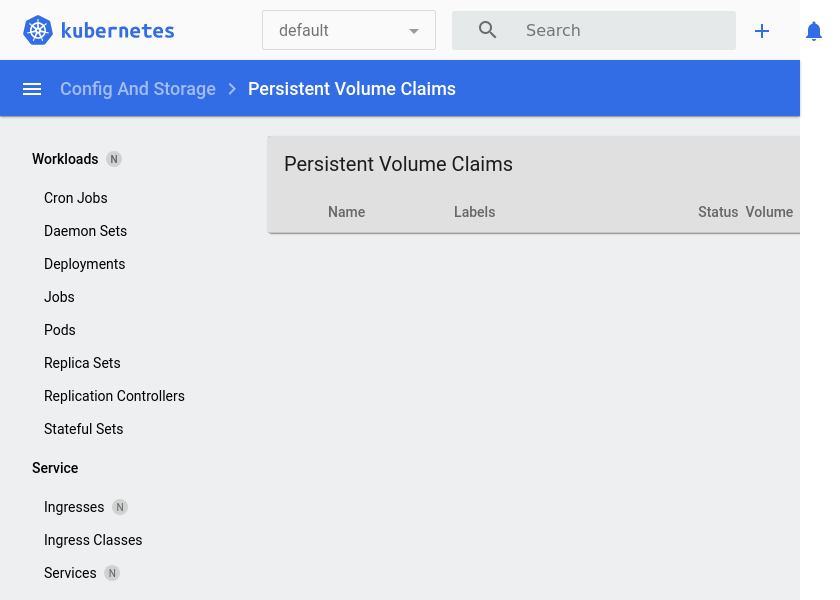 kubernetes
default
Search
Config And Storage
Persistent Volume Claims
Workloads N
Cron Jobs
Daemon Sets
Deployments
Jobs
Pods
Replica Sets
Replication Controllers
Stateful Sets
Service
Ingresses N
Ingress Classes
Services N
Persistent Volume Claims
Name Labels Status Volume